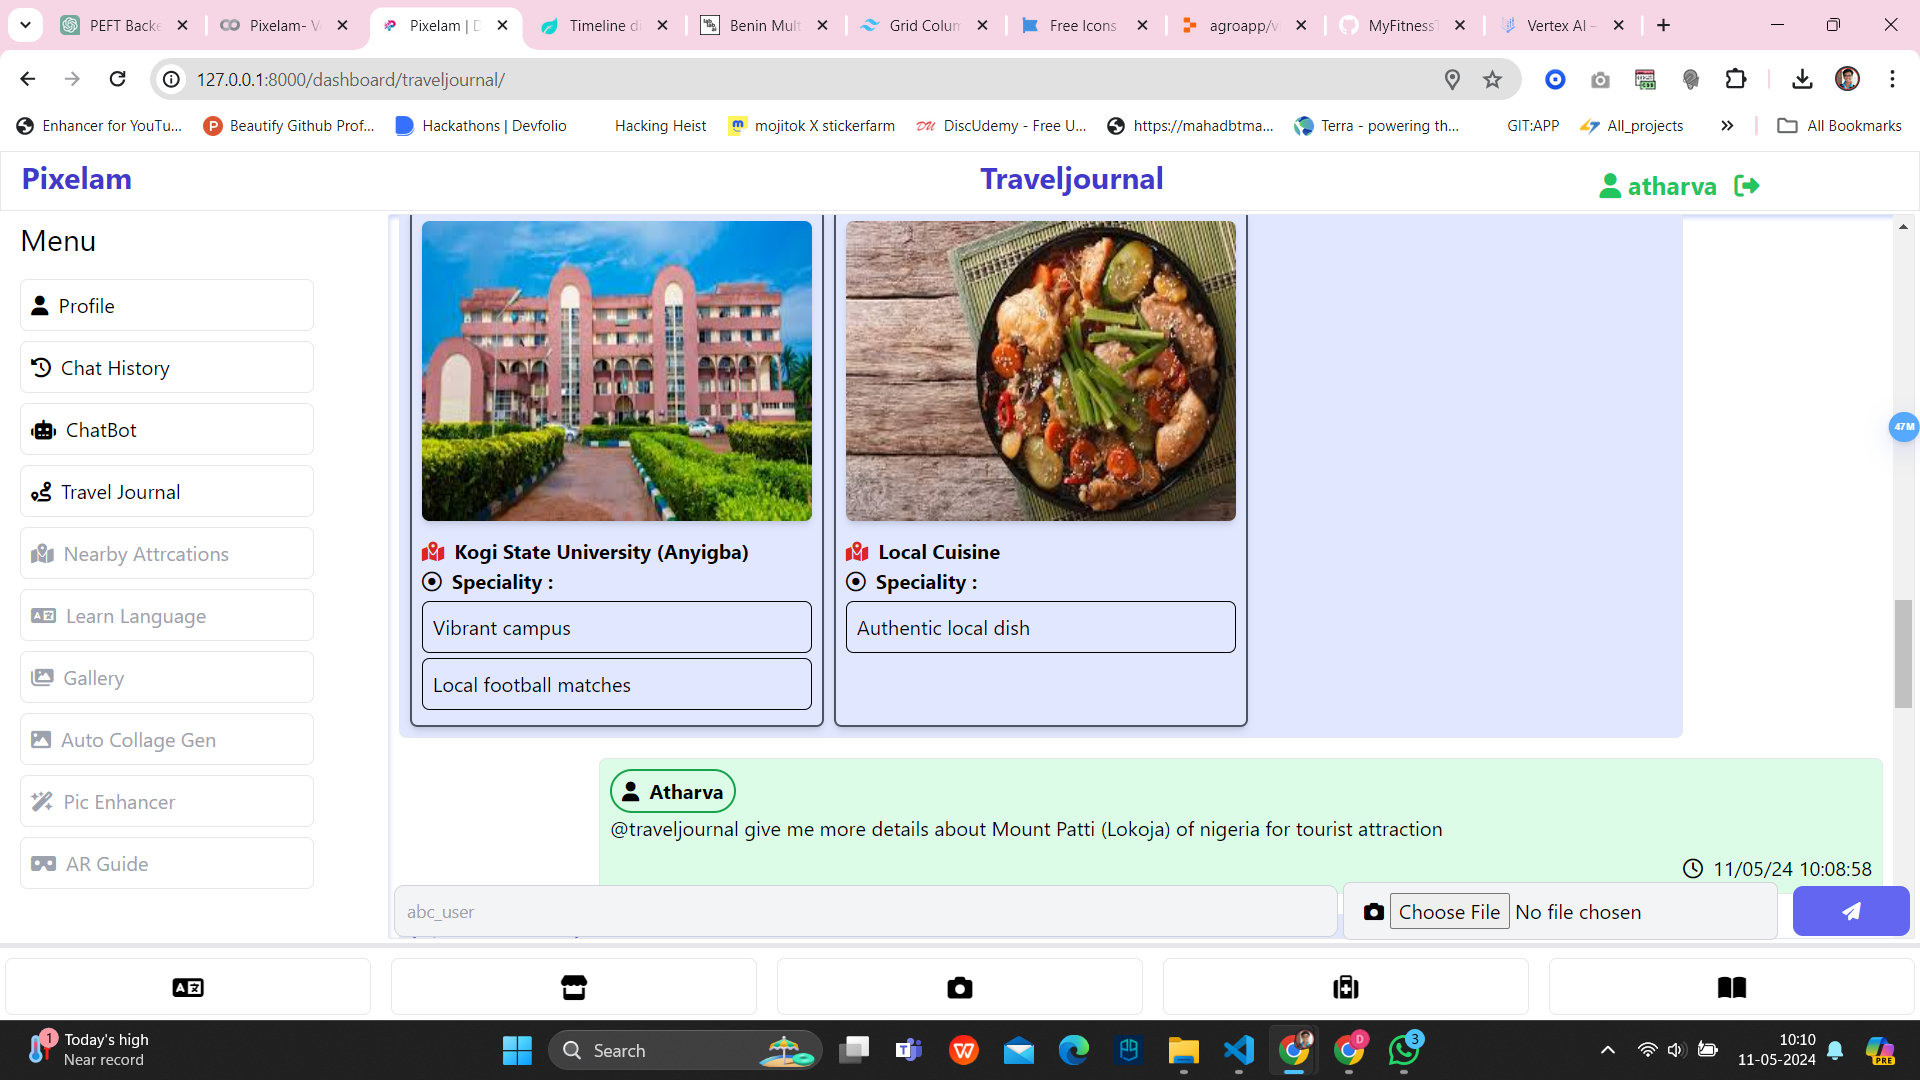 PEFT Backe
Pixelam- V
Pixelam | D
Timeline di
Benin Mult
Grid Colum
Free Icons
agroapp/v
MyFitnessT
Vertex AI –
127.0.0.1:8000/dashboard/traveljournal/
Enhancer for YouTu...
Beautify Github Prof...
Hackathons | Devfolio
Hacking Heist
mojitok X stickerfarm
DiscUdemy - Free U...
https://mahadbtma...
Terra - powering th...
GIT:APP
All_projects
All Bookmarks
Pixelam
Traveljournal
atharva
Menu
Profile
Chat History
ChatBot
Travel Journal
Nearby Attrcations
Learn Language
Gallery
Auto Collage Gen
Pic Enhancer
AR Guide
Kogi State University (Anyigba)
Speciality :
Vibrant campus
Local football matches
Local Cuisine
Speciality :
Authentic local dish
47M
Atharva
@traveljournal give me more details about Mount Patti (Lokoja) of nigeria for tourist attraction
11/05/24 10:08:58
abc_user
Choose File No file chosen
1
Today's high
Near record
Search
D
3
10:10
11-05-2024
PRE